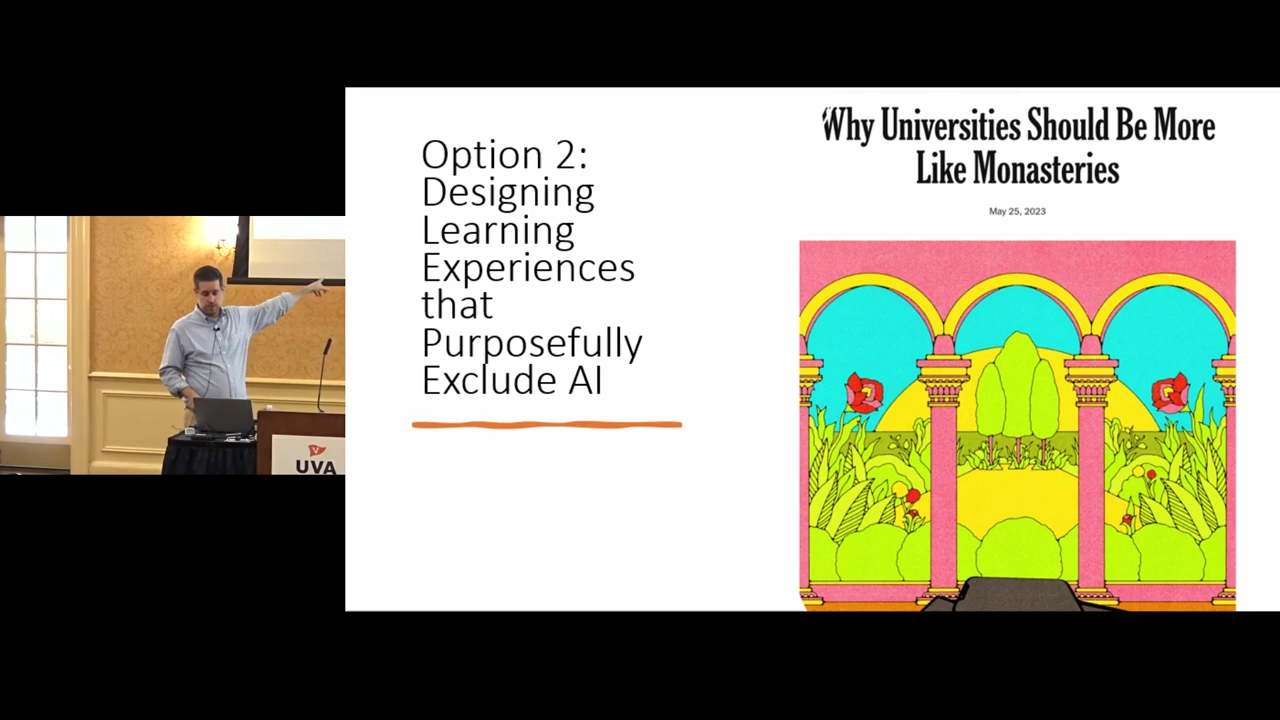 Option 2:
Designing
Learning
Experiences
that
Purposefully
Exclude AI
Why Universities Should Be More
Like Monasteries
May 25, 2023
V
UVA